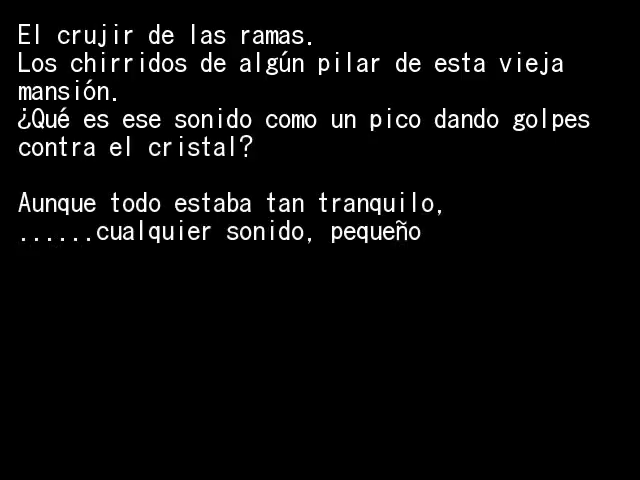 El crujir de las ramas.
Los chirridos de algún pilar de esta vieja
mansión.
¿Qué es ese sonido como un pico dando golpes
contra el cristal?
Aunque todo estaba tan tranquilo,
......cualquier sonido, pequeño